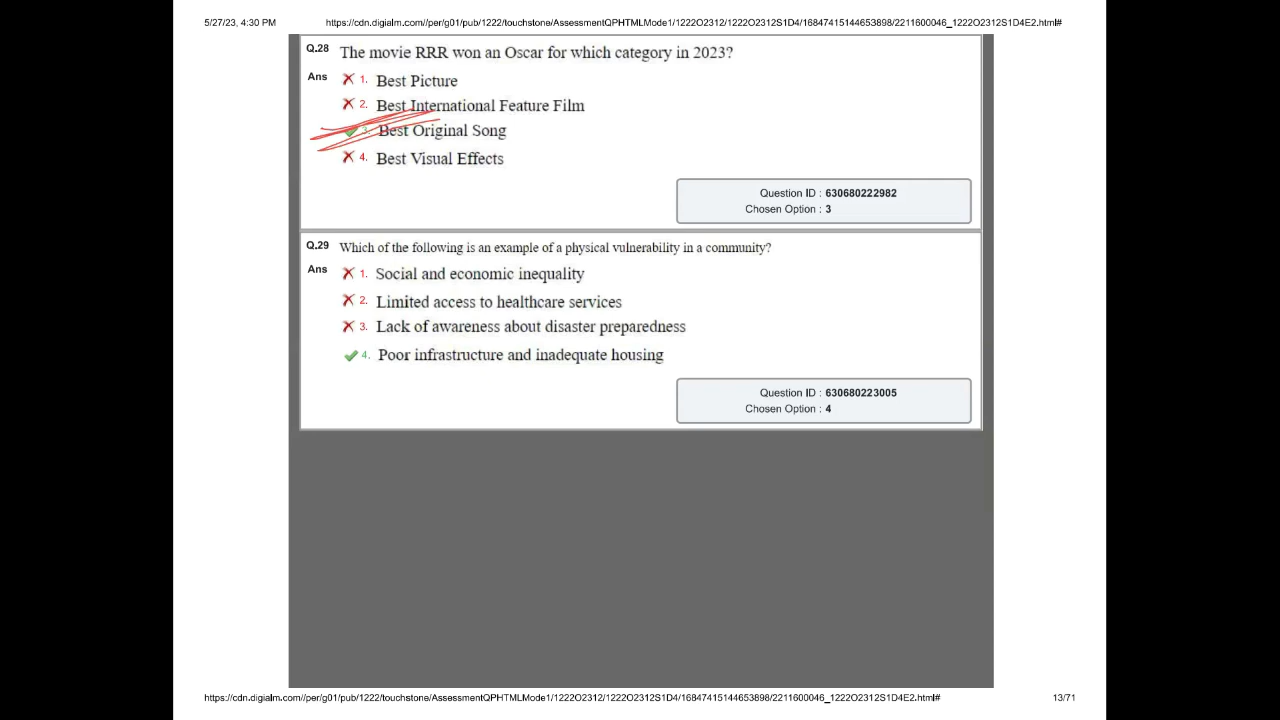 5/27/23, 4:30 PM https://cdn.digialm.com//per/g01/pub/1222/touchstone/AssessmentQPHTMLMode1/1222O2312/1222O2312S1D4/16847415144653898/2211600046_1222O2312S1D4E2.html#
Q.28 The movie RRR won an Oscar for which category in 2023?
Ans 1. Best Picture
2. Best International Feature Film
3. Best Original Song
4. Best Visual Effects
Question ID : 630680222982
Chosen Option : 3
Q.29 Which of the following is an example of a physical vulnerability in a community?
Ans 1. Social and economic inequality
2. Limited access to healthcare services
3. Lack of awareness about disaster preparedness
4. Poor infrastructure and inadequate housing
Question ID : 630680223005
Chosen Option : 4
https://cdn.digialm.com//per/g01/pub/1222/touchstone/AssessmentQPHTMLMode1/1222O2312/1222O2312S1D4/16847415144653898/2211600046_1222O2312S1D4E2.html# 13/71